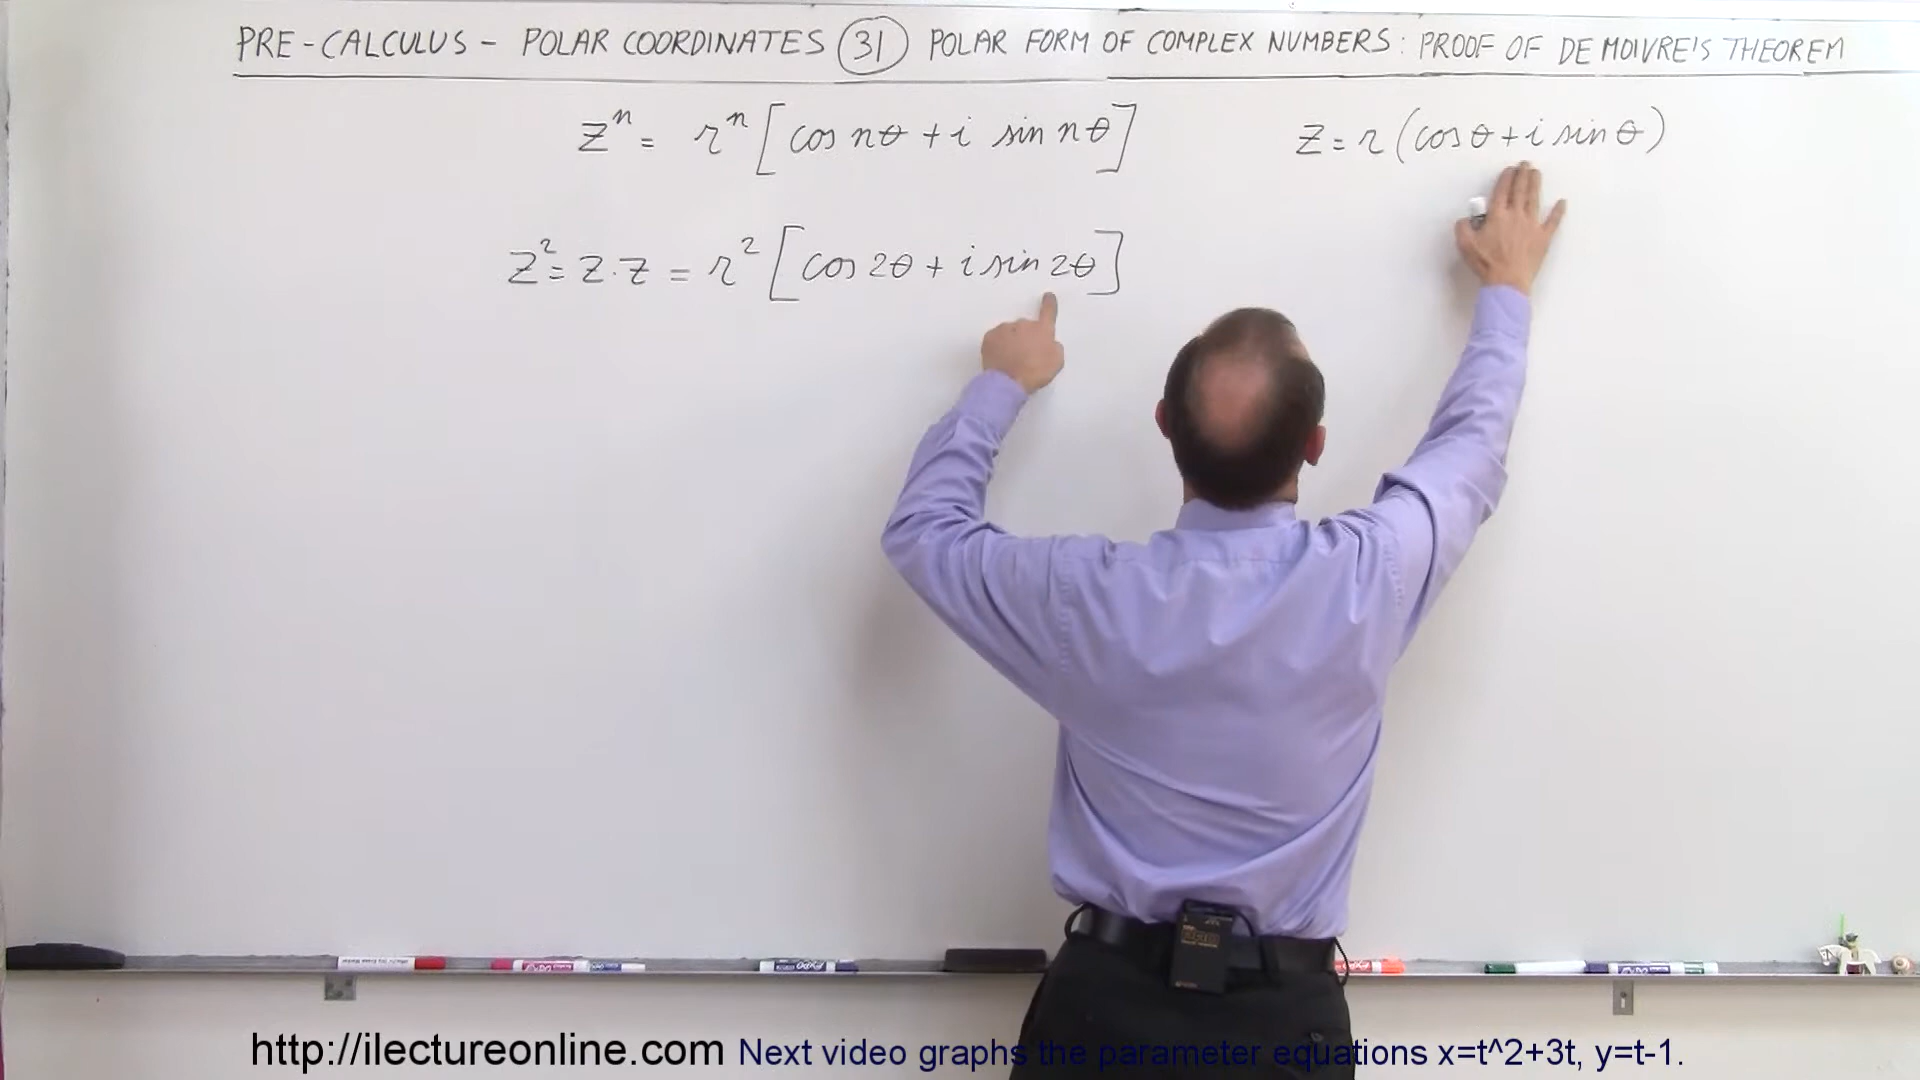 PRE-CALCULUS - POLAR COORDINATES 31 POLAR FORM OF COMPLEX NUMBERS: PROOF OF DE MOIVRE'S THEOREM
zⁿ = rⁿ [cos nθ + i sin nθ]
z = r (cos θ + i sin θ)
z² = z · z = r² [cos 2θ + i sin 2θ]
http://ilectureonline.com Next video graphs the parameter equations x=t^2+3t, y=t-1.